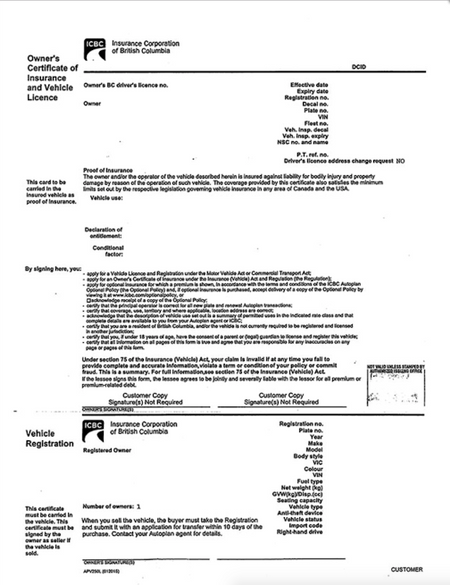 Owner's
Certificate of
Insurance
and Vehicle
Licence
ICBC
Insurance Corporation
of British Columbia
DCID
Owner's BC driver's licence no.
Owner
Effective date
Expiry date
Registration no.
Decal no.
Plate no.
VIN
Fleet no.
Veh. insp. decal
Veh. insp. expiry
NSC no. and name
P.T. ref. no.
Driver's licence address change request NO
This card to be
carried in the
insured vehicle as
proof of insurance.
Proof of Insurance
The owner and/or the operator of the vehicle described herein is insured against liability for bodily injury and property
damage by reason of the operation of such vehicle. The coverage provided by this certificate also satisfies the minimum
limits set out by the respective legislation governing vehicle insurance in any area of Canada and the USA.
Vehicle use:
Declaration of
entitlement:
Conditional
factor:
By signing here, you:
- apply for a Vehicle Licence and Registration under the Motor Vehicle Act or Commercial Transport Act;
- apply for an Owner's Certificate of Insurance under the Insurance (Vehicle) Act and Regulation (the Regulation);
- apply for optional insurance for which a premium is shown, in accordance with the terms and conditions of the ICBC Autoplan
Optional Policy (the Optional Policy) and, if optional insurance is purchased, accept delivery of a copy of the Optional Policy by
viewing it at www.icbc.com/optionalpolicy, or
acknowledge receipt of a copy of the Optional Policy;
- certify that the principal operator is correct for all new plate and renewal Autoplan transactions;
- certify that coverage, use, territory and where applicable, location address are correct;
- acknowledge that the description of vehicle use set out is a summary of permitted uses in the indicated rate class and that
complete details are available to you from your Autoplan agent or ICBC;
- certify that you are a resident of British Columbia, and/or the vehicle is not currently required to be registered and licensed
in another jurisdiction;
- certify that you, if under 18 years of age, have the consent of a parent (or legal) guardian to license and register this vehicle;
- certify that all information on all pages of this form is true and agree that you are responsible for any inaccuracies on any
page or pages of this form.
Under section 75 of the Insurance (Vehicle) Act, your claim is invalid if at any time you fail to
provide complete and accurate information, violate a term or condition of your policy or commit
fraud. This is a summary. For full information, see section 75 of the Insurance (Vehicle) Act.
If the lessee signs this form, the lessee agrees to be jointly and severally liable with the lessor for all premium or
premium-related debt.
NOT VALID UNLESS STAMPED BY
AUTHORIZED ISSUING OFFICE
Customer Copy
Signature(s) Not Required
Customer Copy
Signature(s) Not Required
OWNER'S SIGNATURE(S)
Vehicle
Registration
ICBC
Insurance Corporation
of British Columbia
Registered Owner
Registration no.
Plate no.
Year
Make
Model
Body style
VIC
Colour
VIN
Fuel type
Net weight (kg)
GVW(kg)/Disp.(cc)
Seating capacity
Vehicle type
Anti-theft device
Vehicle status
Import code
Right-hand drive
This certificate
must be carried in
the vehicle. This
certificate must be
signed by the
owner as seller if
the vehicle is
sold.
Number of owners: 1
When you sell the vehicle, the buyer must take the Registration
and submit it with an application for transfer within 10 days of the
purchase. Contact your Autoplan agent for details.
OWNER'S SIGNATURE(S)
APV250L (012015)
CUSTOMER